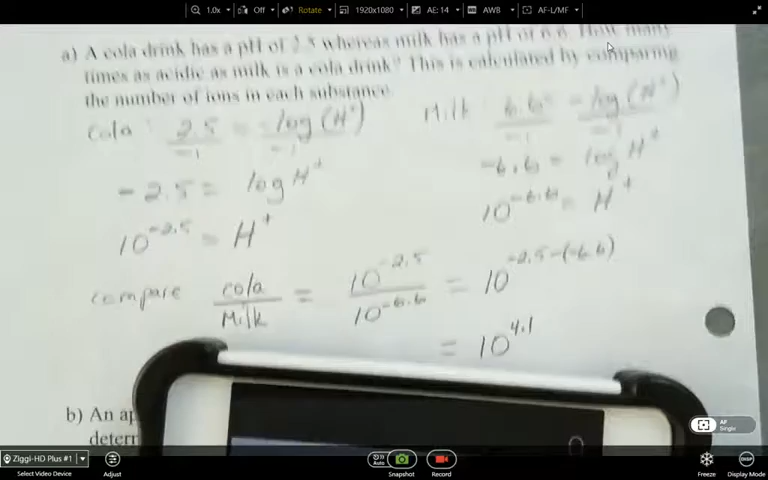 1.0x Off Rotate 1920x1080 AE: 14 AWB AF-L/MF
a) A cola drink has a pH of 2.5 whereas milk has a pH of 6.6. How many
times as acidic as milk is a cola drink? This is calculated by comparing
the number of ions in each substance.
Cola : 2.5 = -log(H⁺) Milk : 6.6 = -log(H⁺)
-1 -1 -1 -1
-2.5 = log H⁺ -6.6 = log H⁺
10^-2.5 = H⁺ 10^-6.6 = H⁺
compare cola/Milk = 10^-2.5/10^-6.6 = 10^-2.5-(-6.6)
= 10^4.1
b) An ap
deterr
AF
Single
Ziggi-HD Plus #1
Select Video Device Adjust Auto Snapshot Record Freeze DISP Display Mode